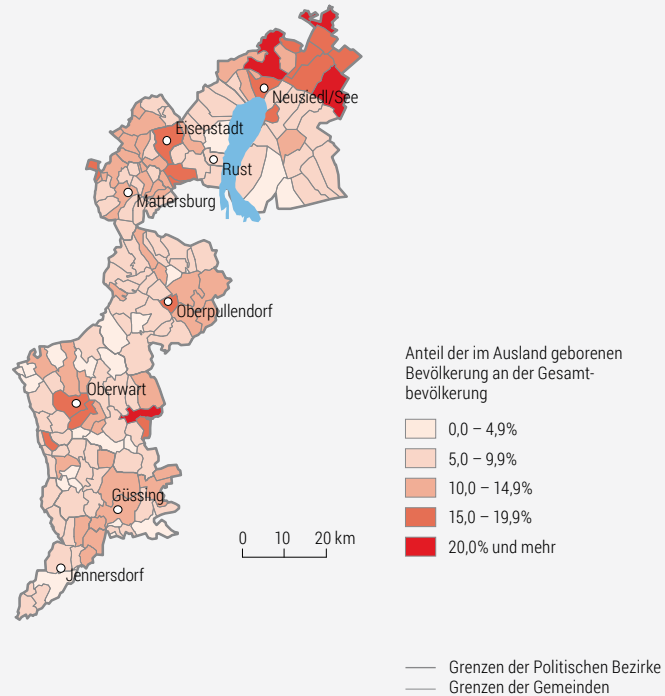 Neusiedl/See
Eisenstadt
Rust
Mattersburg
Oberpullendorf
Oberwart
Güssing
Jennersdorf
0 10 20 km
Anteil der im Ausland geborenen
Bevölkerung an der Gesamt-
bevölkerung
0,0 – 4,9%
5,0 – 9,9%
10,0 – 14,9%
15,0 – 19,9%
20,0% und mehr
Grenzen der Politischen Bezirke
Grenzen der Gemeinden